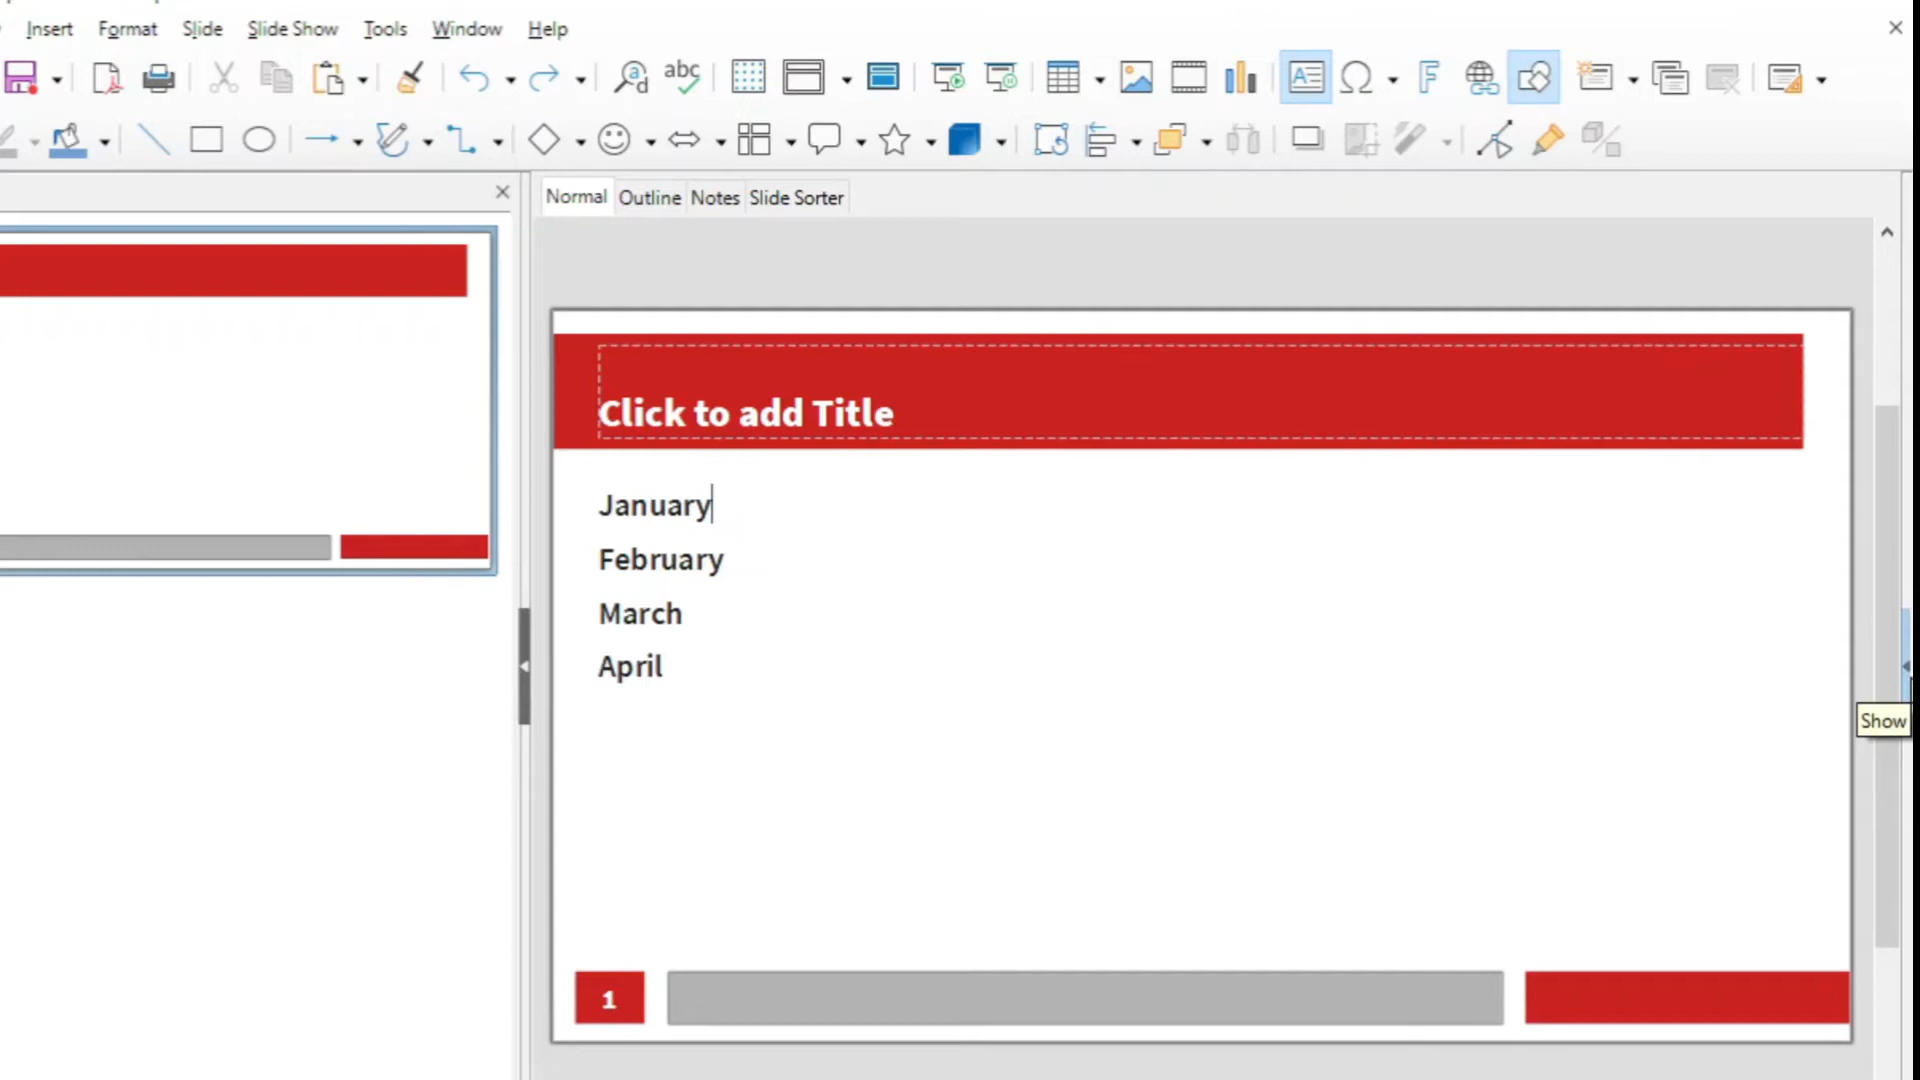 Insert Format Slide Slide Show Tools Window Help
abc
Normal Outline Notes Slide Sorter
Click to add Title
January
February
March
April
Show
1